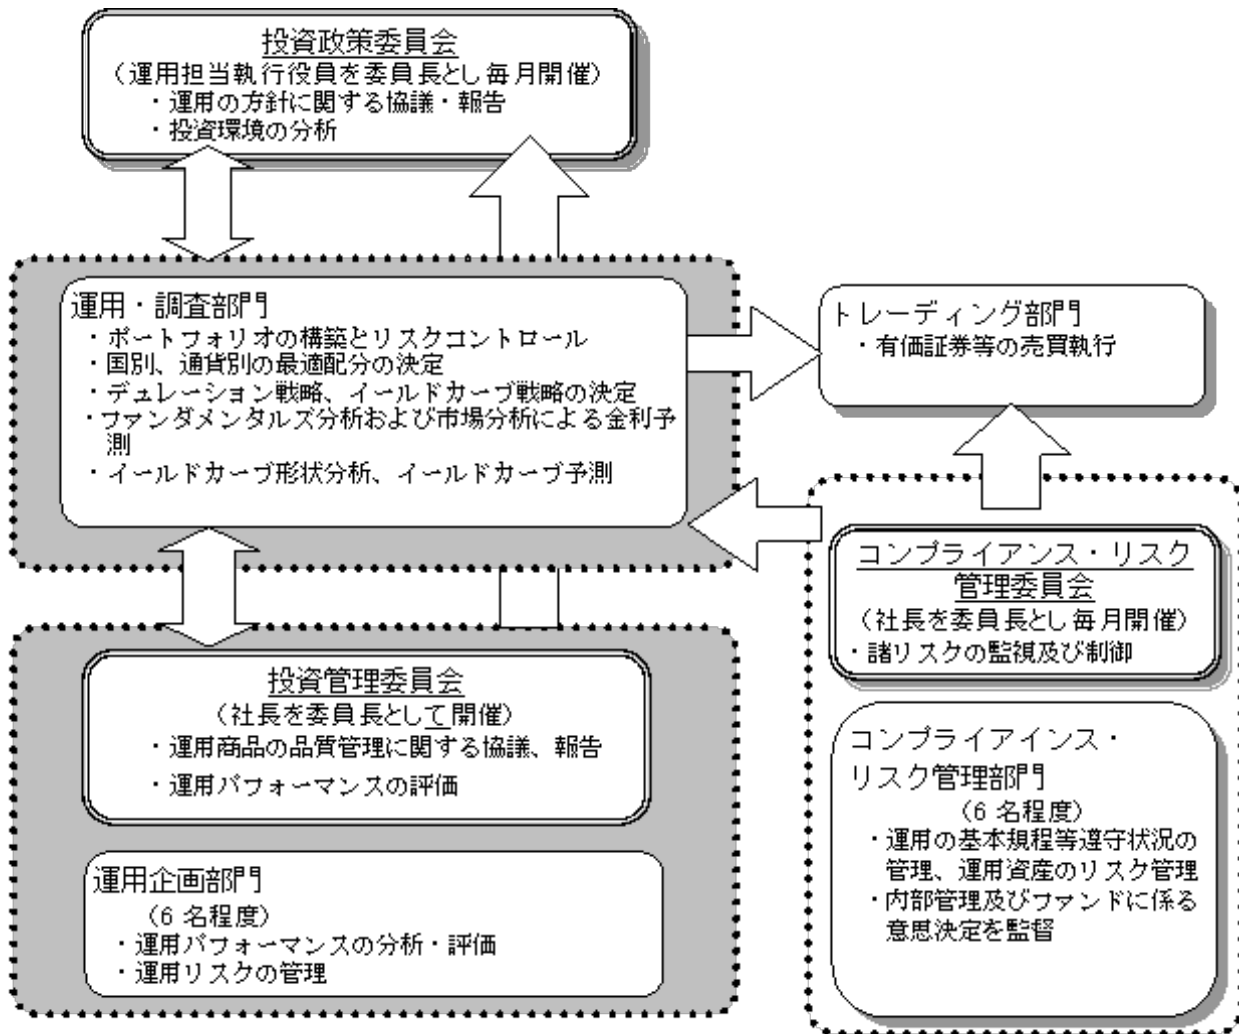 投資政策委員会
(運用担当執行役員を委員長とし毎月開催)
・運用の方針に関する協議・報告
・投資環境の分析
運用・調査部門
・ポートフォリオの構築とリスクコントロール
・国別、通貨別の最適配分の決定
・デュレーション戦略、イールドカーブ戦略の決定
・ファンダメンタルズ分析および市場分析による金利予
測
・イールドカーブ形状分析、イールドカーブ予測
トレーディング部門
・有価証券等の売買執行
コンプライアンス・リスク
管理委員会
(社長を委員長とし毎月開催)
・諸リスクの監視及び制御
投資管理委員会
(社長を委員長として開催)
・運用商品の品質管理に関する協議、報告
・運用パフォーマンスの評価
コンプライアインス・
リスク管理部門
(6 名程度)
・運用の基本規程等遵守状況の
管理、運用資産のリスク管理
・内部管理及びファンドに係る
意思決定を監督
運用企画部門
(6 名程度)
・運用パフォーマンスの分析・評価
・運用リスクの管理